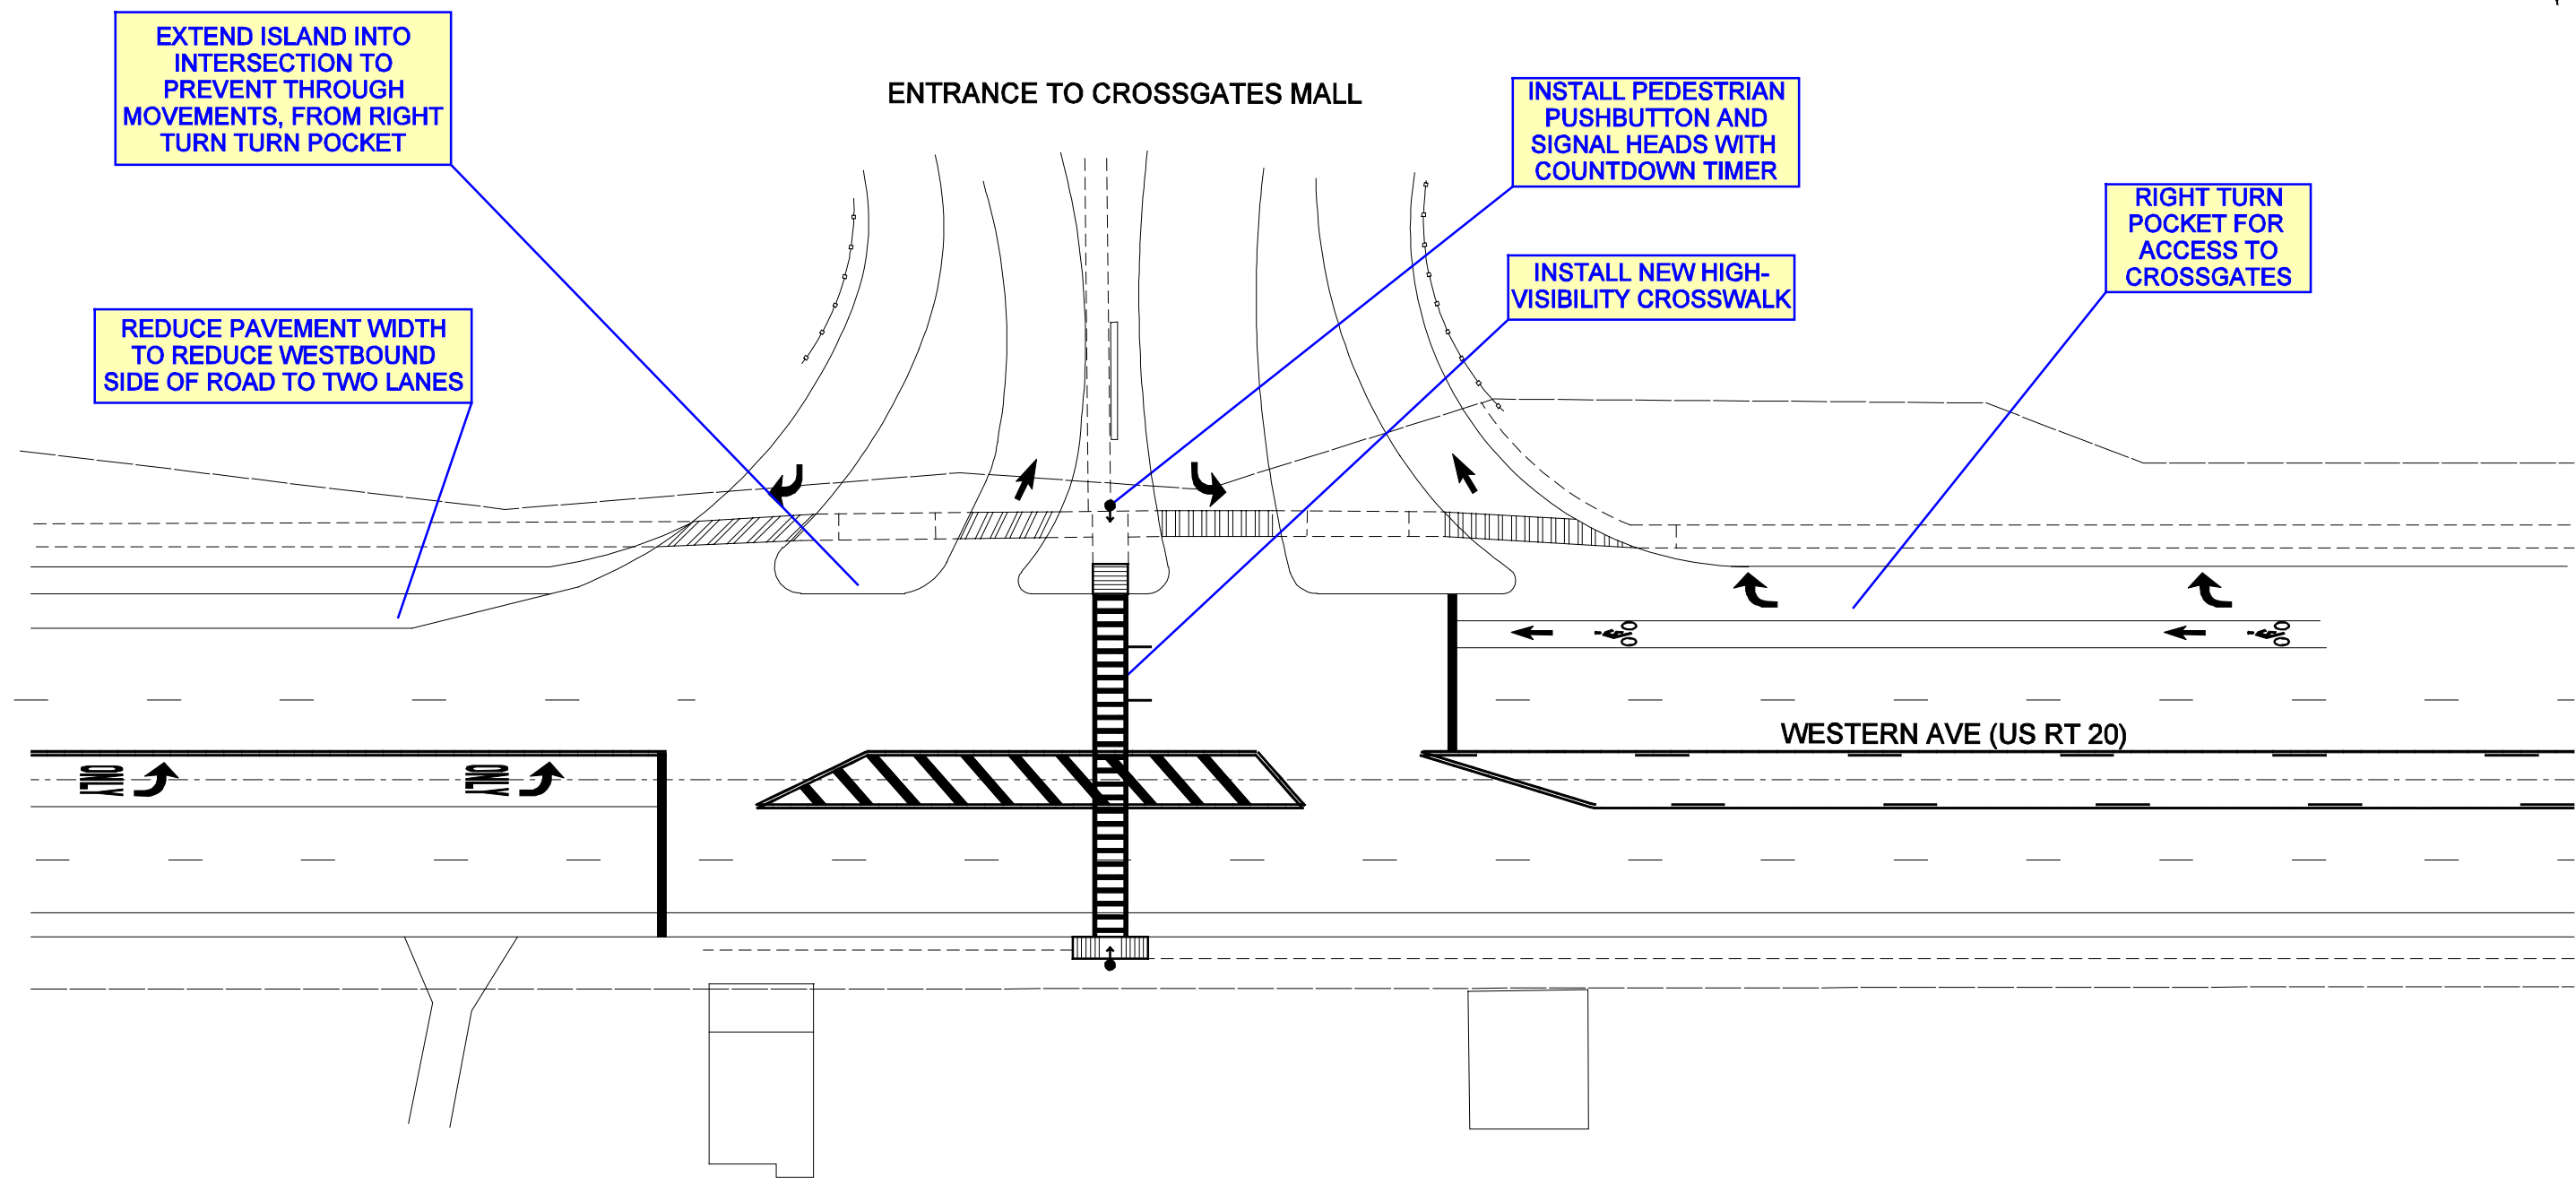 EXTEND ISLAND INTO
INTERSECTION TO
PREVENT THROUGH
MOVEMENTS, FROM RIGHT
TURN TURN POCKET
ENTRANCE TO CROSSGATES MALL
INSTALL PEDESTRIAN
PUSHBUTTON AND
SIGNAL HEADS WITH
COUNTDOWN TIMER
RIGHT TURN
POCKET FOR
ACCESS TO
CROSSGATES
INSTALL NEW HIGH-
VISIBILITY CROSSWALK
REDUCE PAVEMENT WIDTH
TO REDUCE WESTBOUND
SIDE OF ROAD TO TWO LANES
WESTERN AVE (US RT 20)
ONLY
ONLY